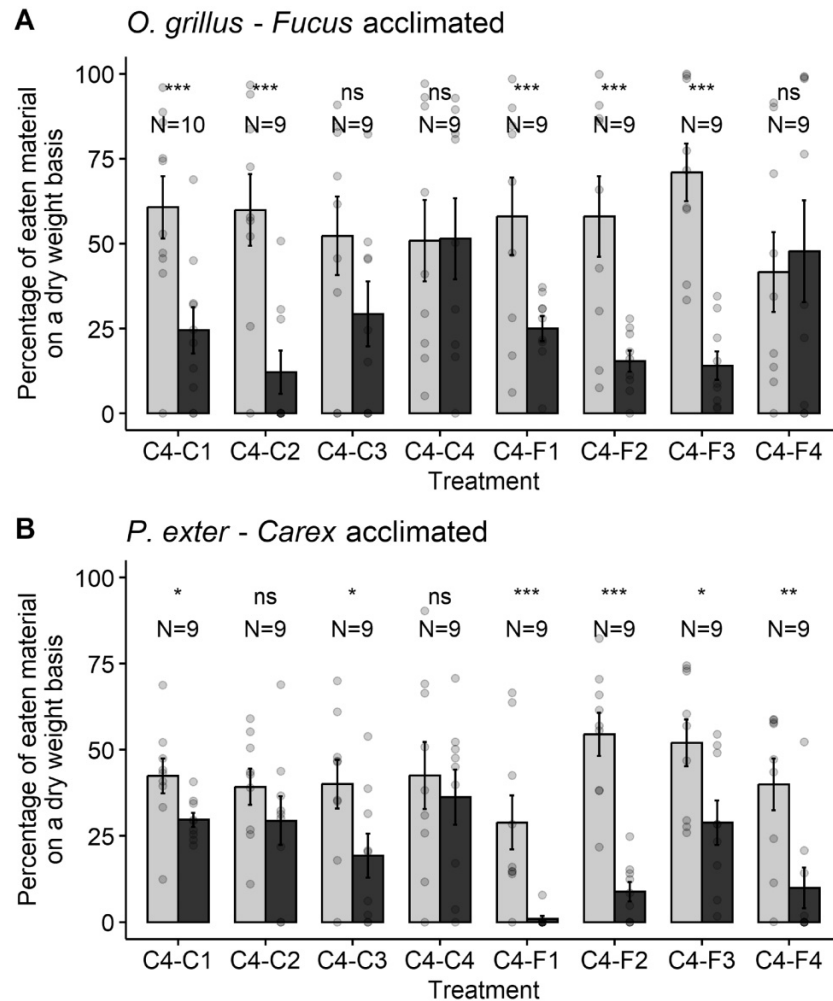 A O. grillus - Fucus acclimated
Percentage of eaten material
on a dry weight basis
100
75
50
25
0
*** *** ns ns *** *** *** ns
N=10 N=9 N=9 N=9 N=9 N=9 N=9 N=9
C4-C1 C4-C2 C4-C3 C4-C4 C4-F1 C4-F2 C4-F3 C4-F4
Treatment
B P. exter - Carex acclimated
Percentage of eaten material
on a dry weight basis
100
75
50
25
0
* ns * ns *** *** * **
N=9 N=9 N=9 N=9 N=9 N=9 N=9 N=9
C4-C1 C4-C2 C4-C3 C4-C4 C4-F1 C4-F2 C4-F3 C4-F4
Treatment